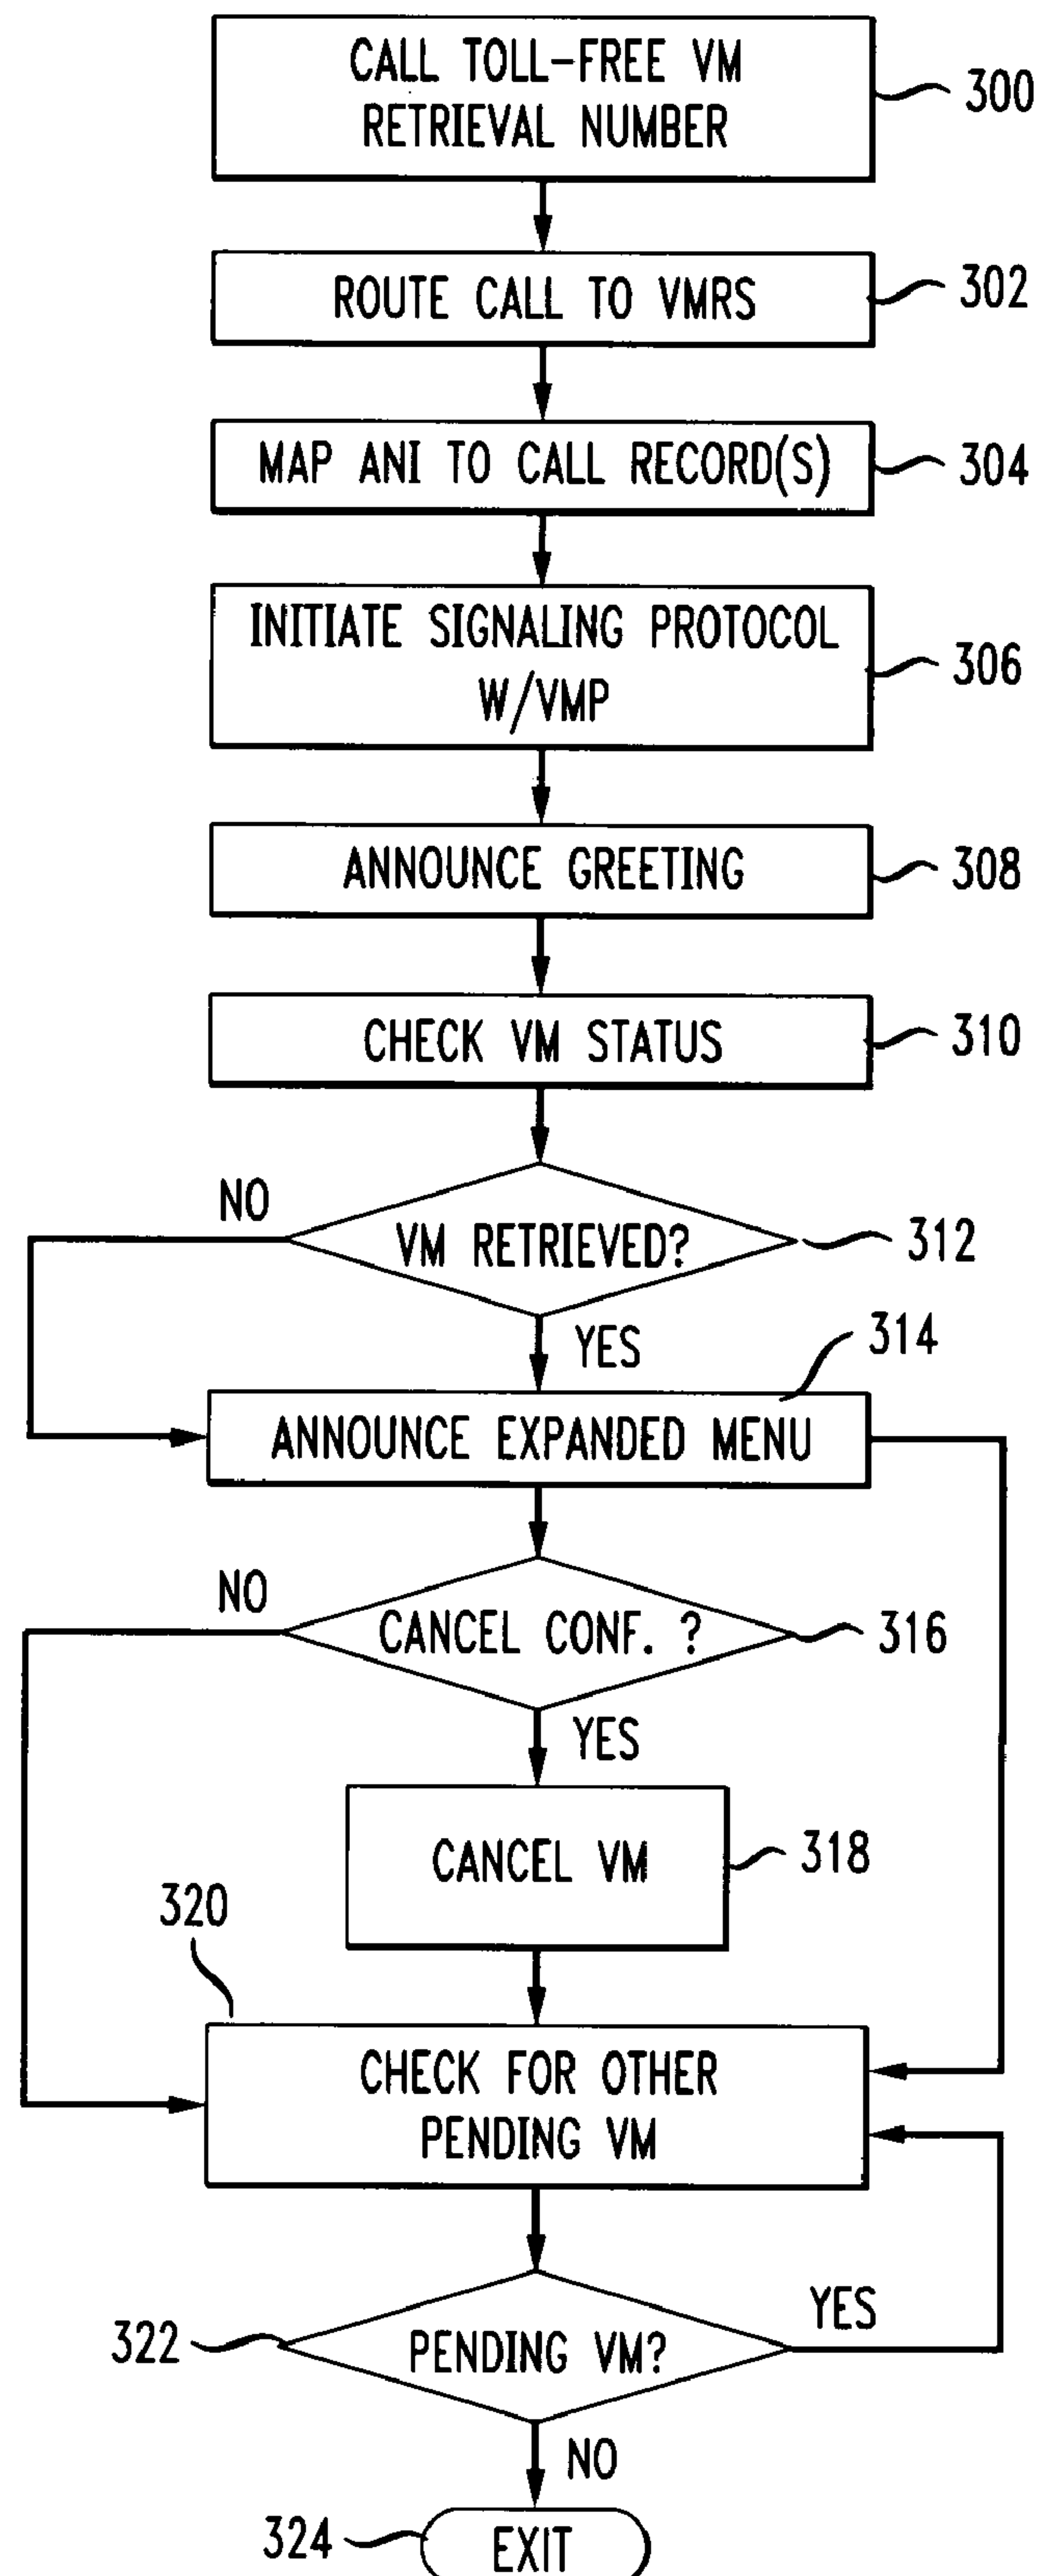 CALL TOLL-FREE VM
RETRIEVAL NUMBER
300
ROUTE CALL TO VMRS
302
MAP ANI TO CALL RECORD(S)
304
INITIATE SIGNALING PROTOCOL
W/VMP
306
ANNOUNCE GREETING
308
CHECK VM STATUS
310
NO
VM RETRIEVED?
312
YES
314
ANNOUNCE EXPANDED MENU
NO
CANCEL CONF. ?
316
YES
CANCEL VM
318
320
CHECK FOR OTHER
PENDING VM
YES
322
PENDING VM?
NO
324
EXIT